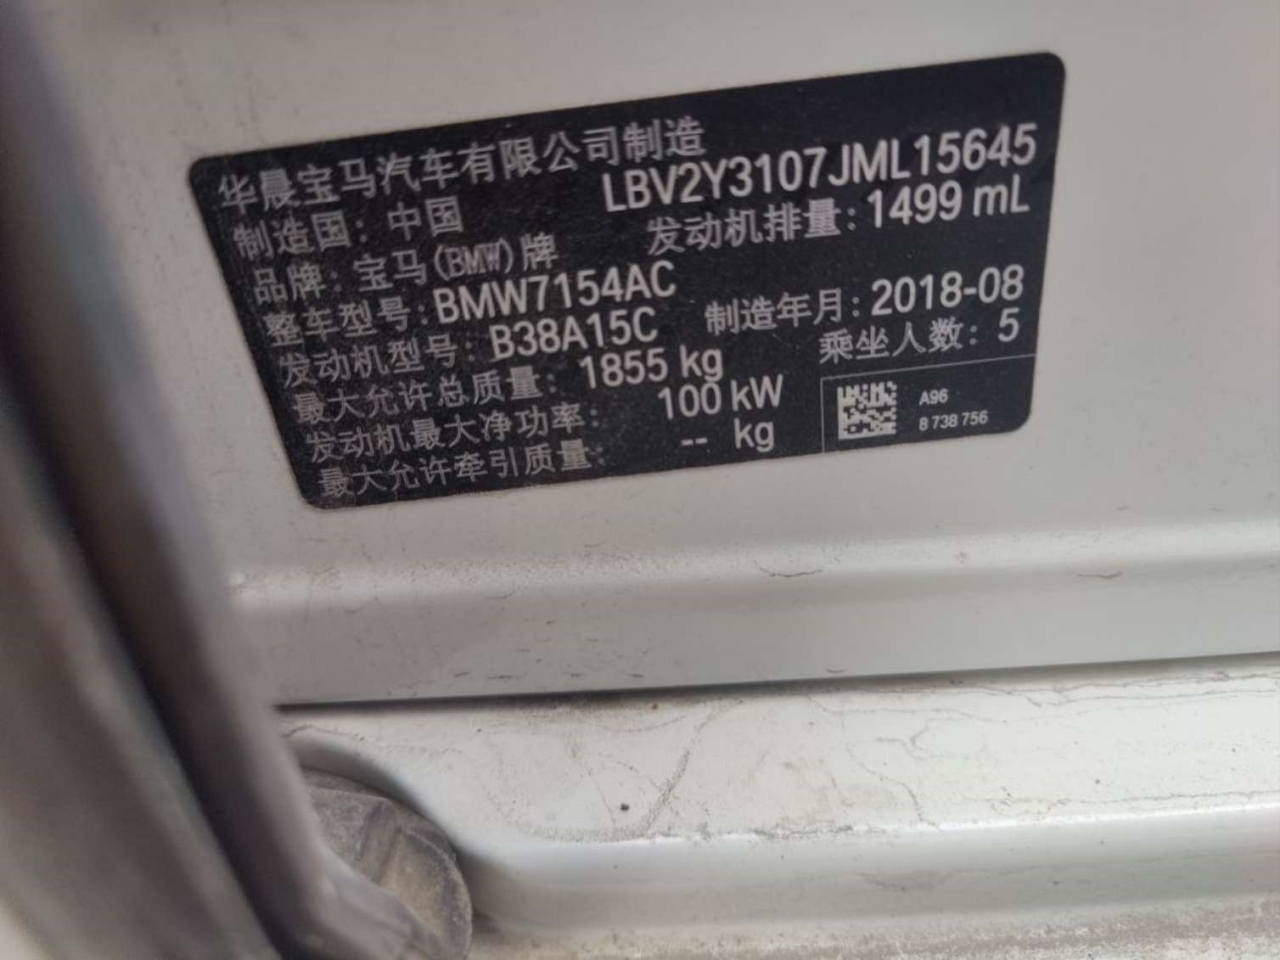 华晨宝马汽车有限公司制造
制造国：中国 LBV2Y3107JML15645
品牌：宝马(BMW)牌 发动机排量：1499 mL
整车型号：BMW7154AC 制造年月：2018-08
发动机型号：B38A15C 乘坐人数：5
最大允许总质量：1855 kg
发动机最大净功率：100 kW
最大允许牵引质量：-- kg
A96
8 738 756